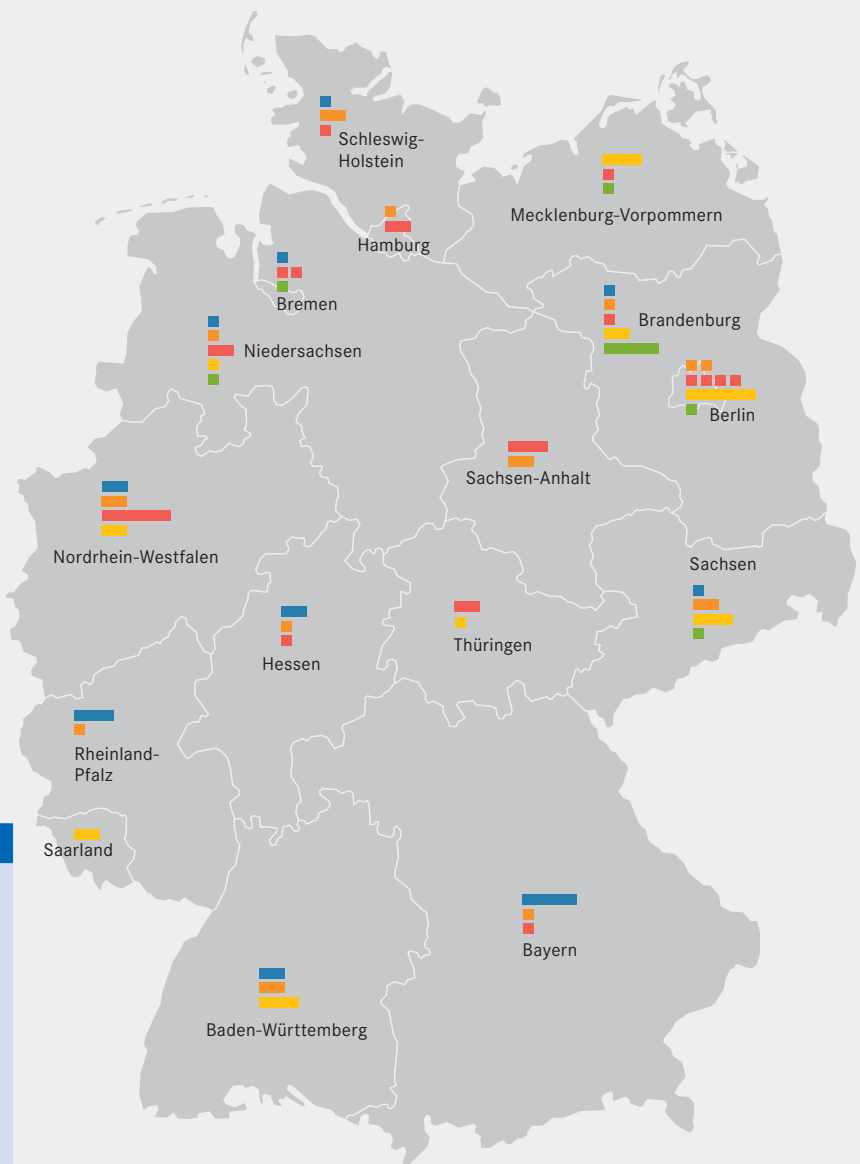 Schleswig-
Holstein
Mecklenburg-Vorpommern
Hamburg
Bremen
Brandenburg
Niedersachsen
Berlin
Sachsen-Anhalt
Nordrhein-Westfalen
Sachsen
Thüringen
Hessen
Rheinland-
Pfalz
Saarland
Bayern
Baden-Württemberg